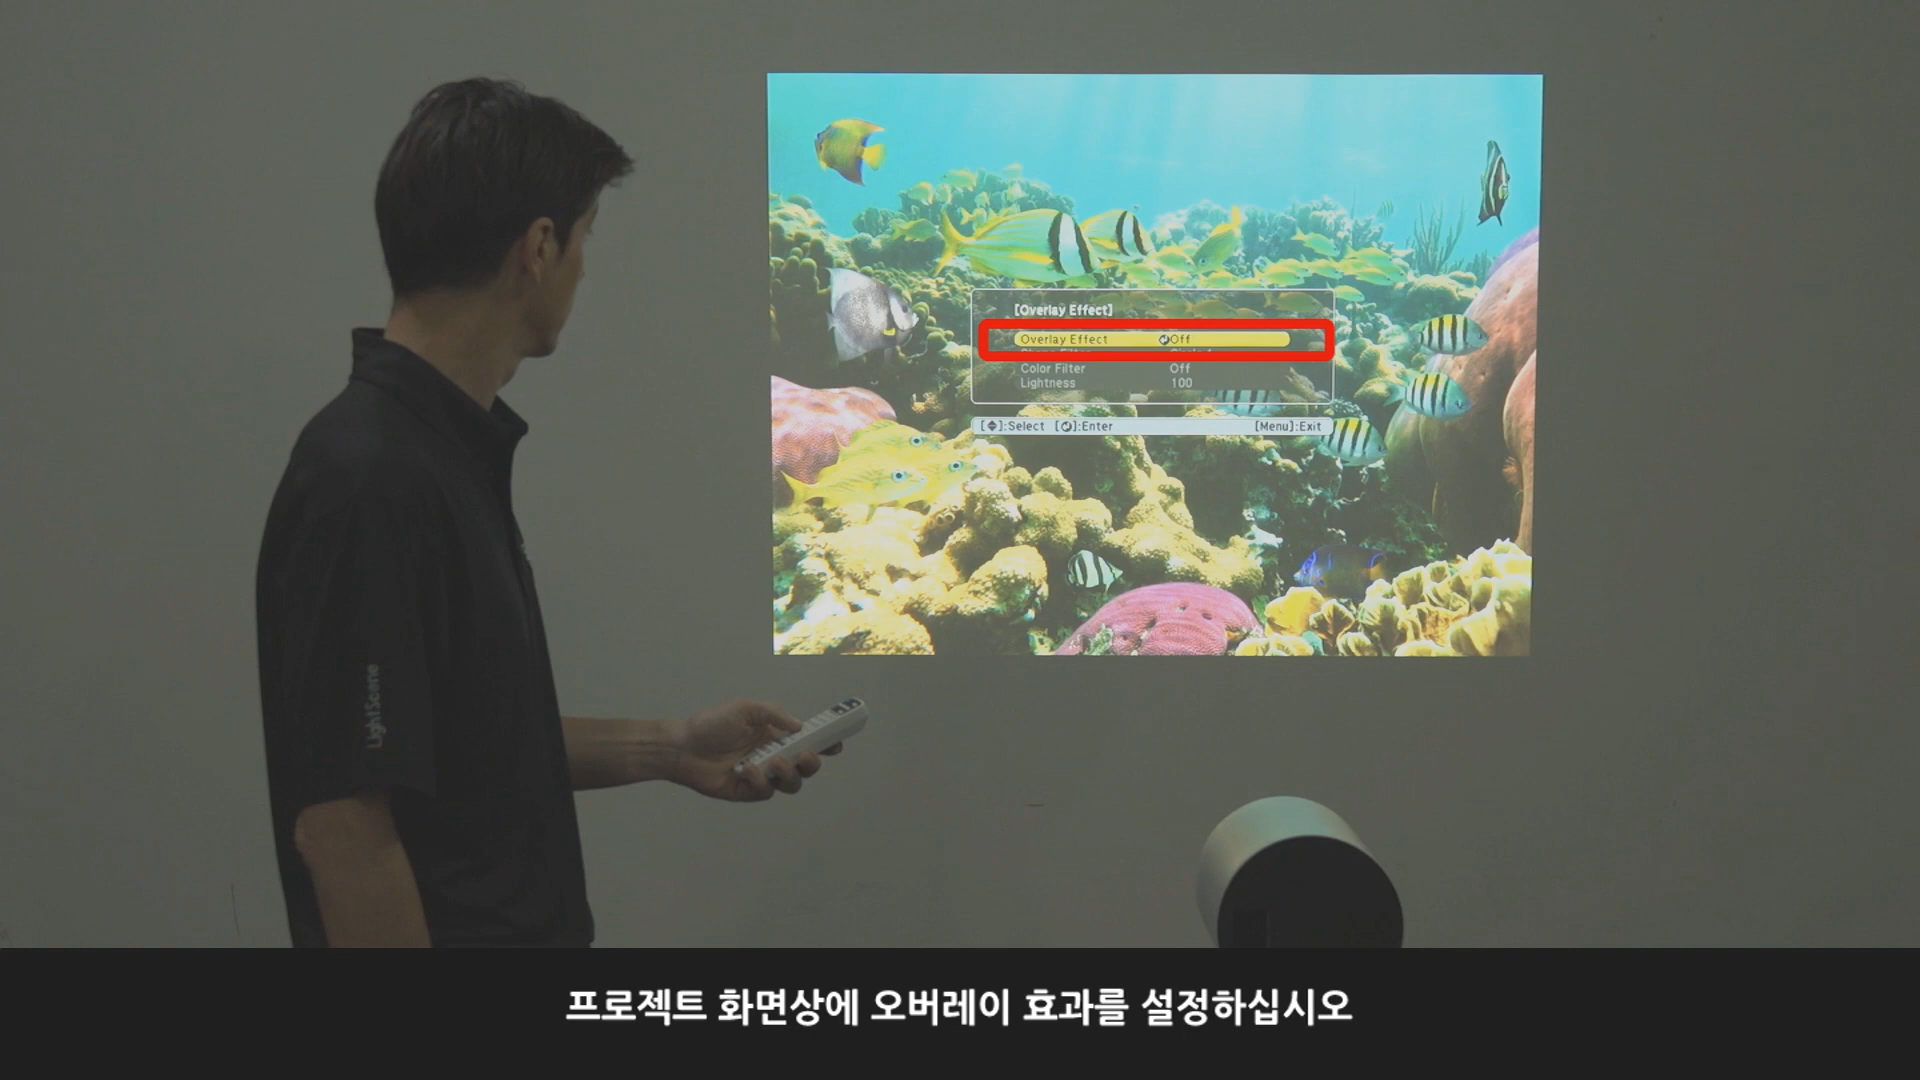 [Overlay Effect]
Overlay Effect Off
Color Filter Off
Lightness 100
[ ]:Select [ ]:Enter [Menu]:Exit
LightScene
프로젝트 화면상에 오버레이 효과를 설정하십시오